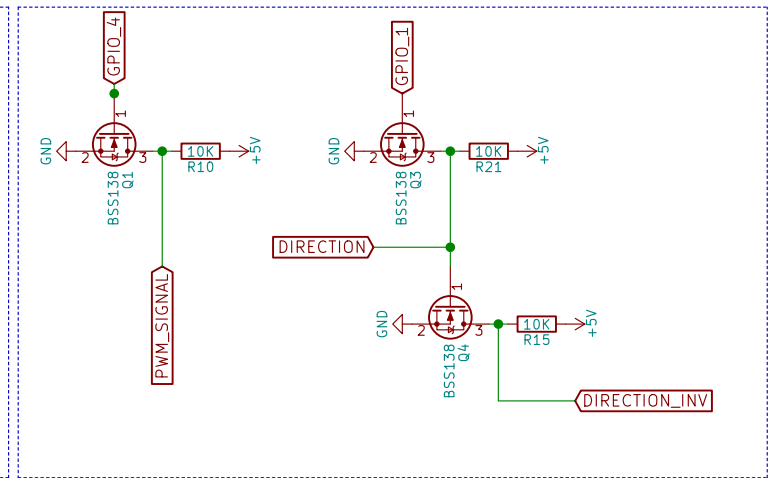 GPIO_4
1
GND
2
3
10K
R10
+5V
BSS138
Q1
PWM_SIGNAL
GPIO_1
1
GND
2
3
10K
R21
+5V
BSS138
Q3
DIRECTION
1
GND
2
3
10K
R15
+5V
BSS138
Q4
DIRECTION_INV